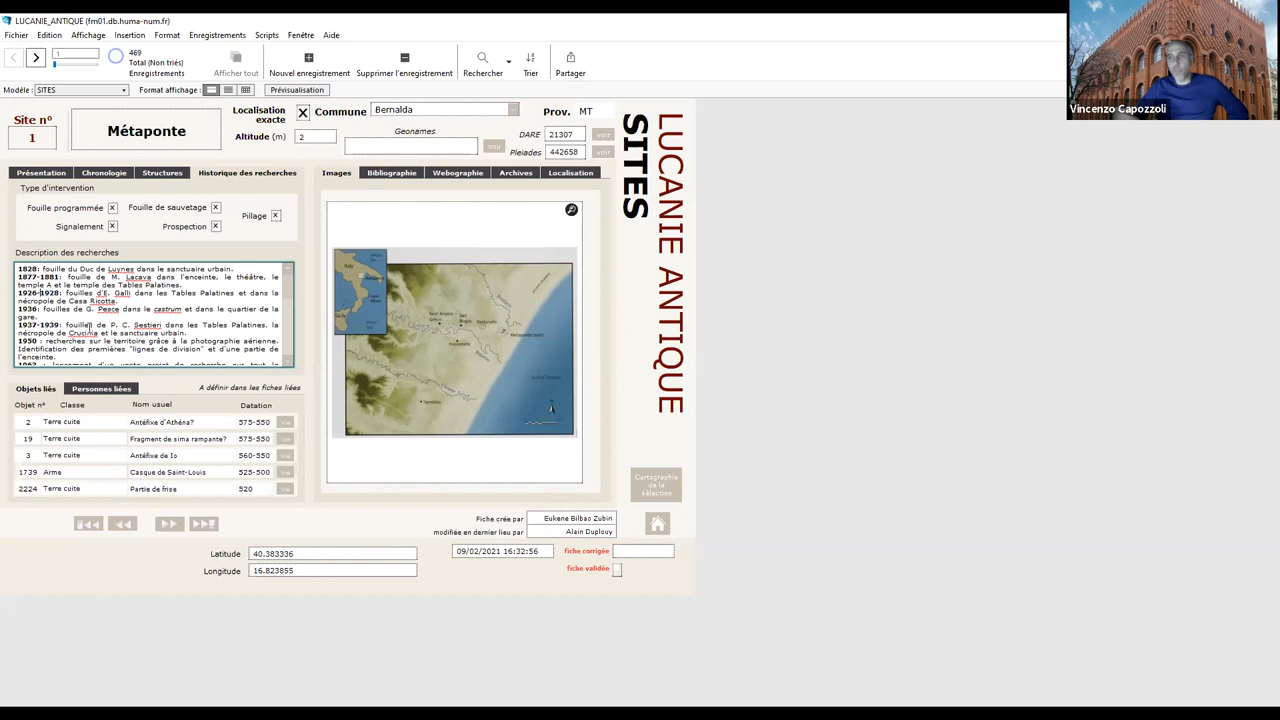 LUCANIE_ANTIQUE (fm01.db.huma-num.fr)
Fichier Edition Affichage Insertion Format Enregistrements Scripts Fenêtre Aide
1
469
Total (Non triés)
Enregistrements
Afficher tout
Nouvel enregistrement
Supprimer l'enregistrement
Rechercher
Trier
Partager
Modèle : SITES
Format affichage :
Prévisualisation
Site n°
1
Métaponte
Localisation
exacte
X
Commune Bernalda
Prov. MT
Altitude (m) 2
Geonames
voir
DARE 21307 voir
Pleiades 442658 voir
Présentation Chronologie Structures Historique des recherches
Type d'intervention
Fouille programmée X Fouille de sauvetage X Pillage X
Signalement X Prospection X
Description des recherches
1828: fouille du Duc de Luynes dans le sanctuaire urbain.
1877-1881: fouille de M. Lacava dans l'enceinte, le théâtre, le
temple A et le temple des Tables Palatines.
1926-1928: fouilles d'E. Galli dans les Tables Palatines et dans la
nécropole de Casa Ricotta.
1936: fouilles de G. Pesce dans le castrum et dans le quartier de la
gare.
1937-1939: fouilles de P. C. Sestieri dans les Tables Palatines, la
nécropole de Crucinia et le sanctuaire urbain.
1950 : recherches sur le territoire grâce à la photographie aérienne.
Identification des premières "lignes de division" et d'une partie de
l'enceinte.
Images Bibliographie Webographie Archives Localisation
Objets liés Personnes liées A définir dans les fiches liées
Objet n° Classe Nom usuel Datation
2 Terre cuite Antéfixe d'Athéna? 575-550
19 Terre cuite Fragment de sima rampante? 575-550
3 Terre cuite Antéfixe de Io 560-550
1739 Arme Casque de Saint-Louis 525-500
2224 Terre cuite Partie de frise 520
Fiche crée par Eukene Bilbao Zubiri
modifiée en dernier lieu par Alain Duplouy
Latitude 40.383336
Longitude 16.823855
09/02/2021 16:32:56
fiche corrigée
fiche validée
Cartographie
de la
sélection
SITES
LUCANIE ANTIQUE
Vincenzo Capozzoli